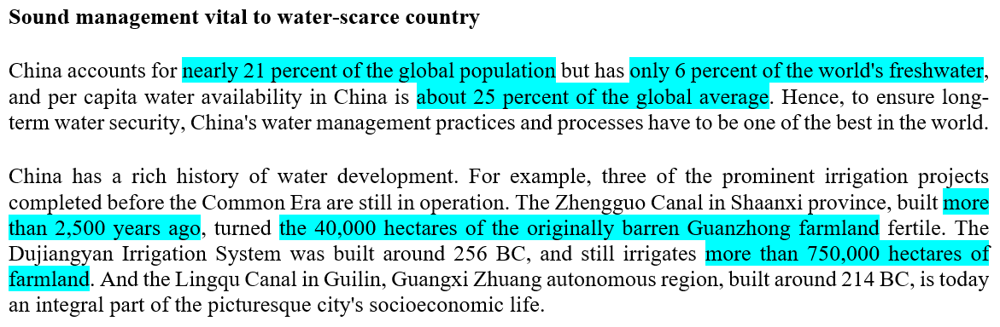 Sound management vital to water-scarce country
China accounts for nearly 21 percent of the global population but has only 6 percent of the world's freshwater,
and per capita water availability in China is about 25 percent of the global average. Hence, to ensure long-
term water security, China's water management practices and processes have to be one of the best in the world.
China has a rich history of water development. For example, three of the prominent irrigation projects
completed before the Common Era are still in operation. The Zhengguo Canal in Shaanxi province, built more
than 2,500 years ago, turned the 40,000 hectares of the originally barren Guanzhong farmland fertile. The
Dujiangyan Irrigation System was built around 256 BC, and still irrigates more than 750,000 hectares of
farmland. And the Lingqu Canal in Guilin, Guangxi Zhuang autonomous region, built around 214 BC, is today
an integral part of the picturesque city's socioeconomic life.